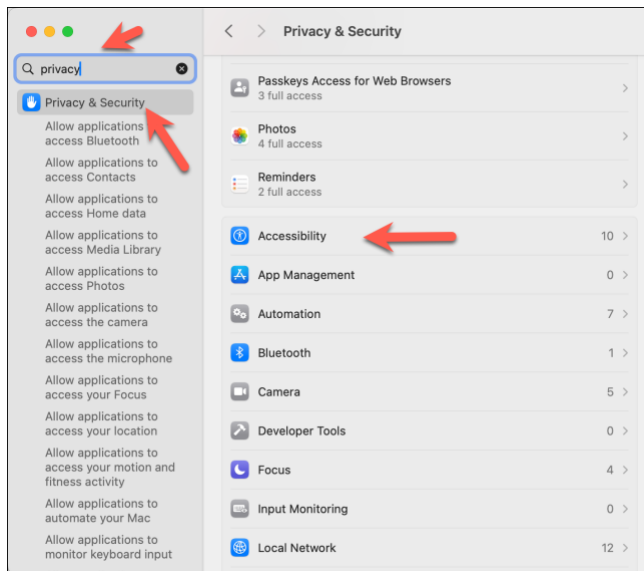 Privacy & Security
privacy
Privacy & Security
Allow applications
access Bluetooth
Allow applications to
access Contacts
Allow applications to
access Home data
Allow applications to
access Media Library
Allow applications to
access Photos
Allow applications to
access the camera
Allow applications to
access the microphone
Allow applications to
access your Focus
Allow applications to
access your location
Allow applications to
access your motion and
fitness activity
Allow applications to
automate your Mac
Allow applications to
monitor keyboard input
Passkeys Access for Web Browsers
3 full access
Photos
4 full access
Reminders
2 full access
Accessibility 10
App Management 0
Automation 7
Bluetooth 1
Camera 5
Developer Tools 0
Focus 4
Input Monitoring 0
Local Network 12